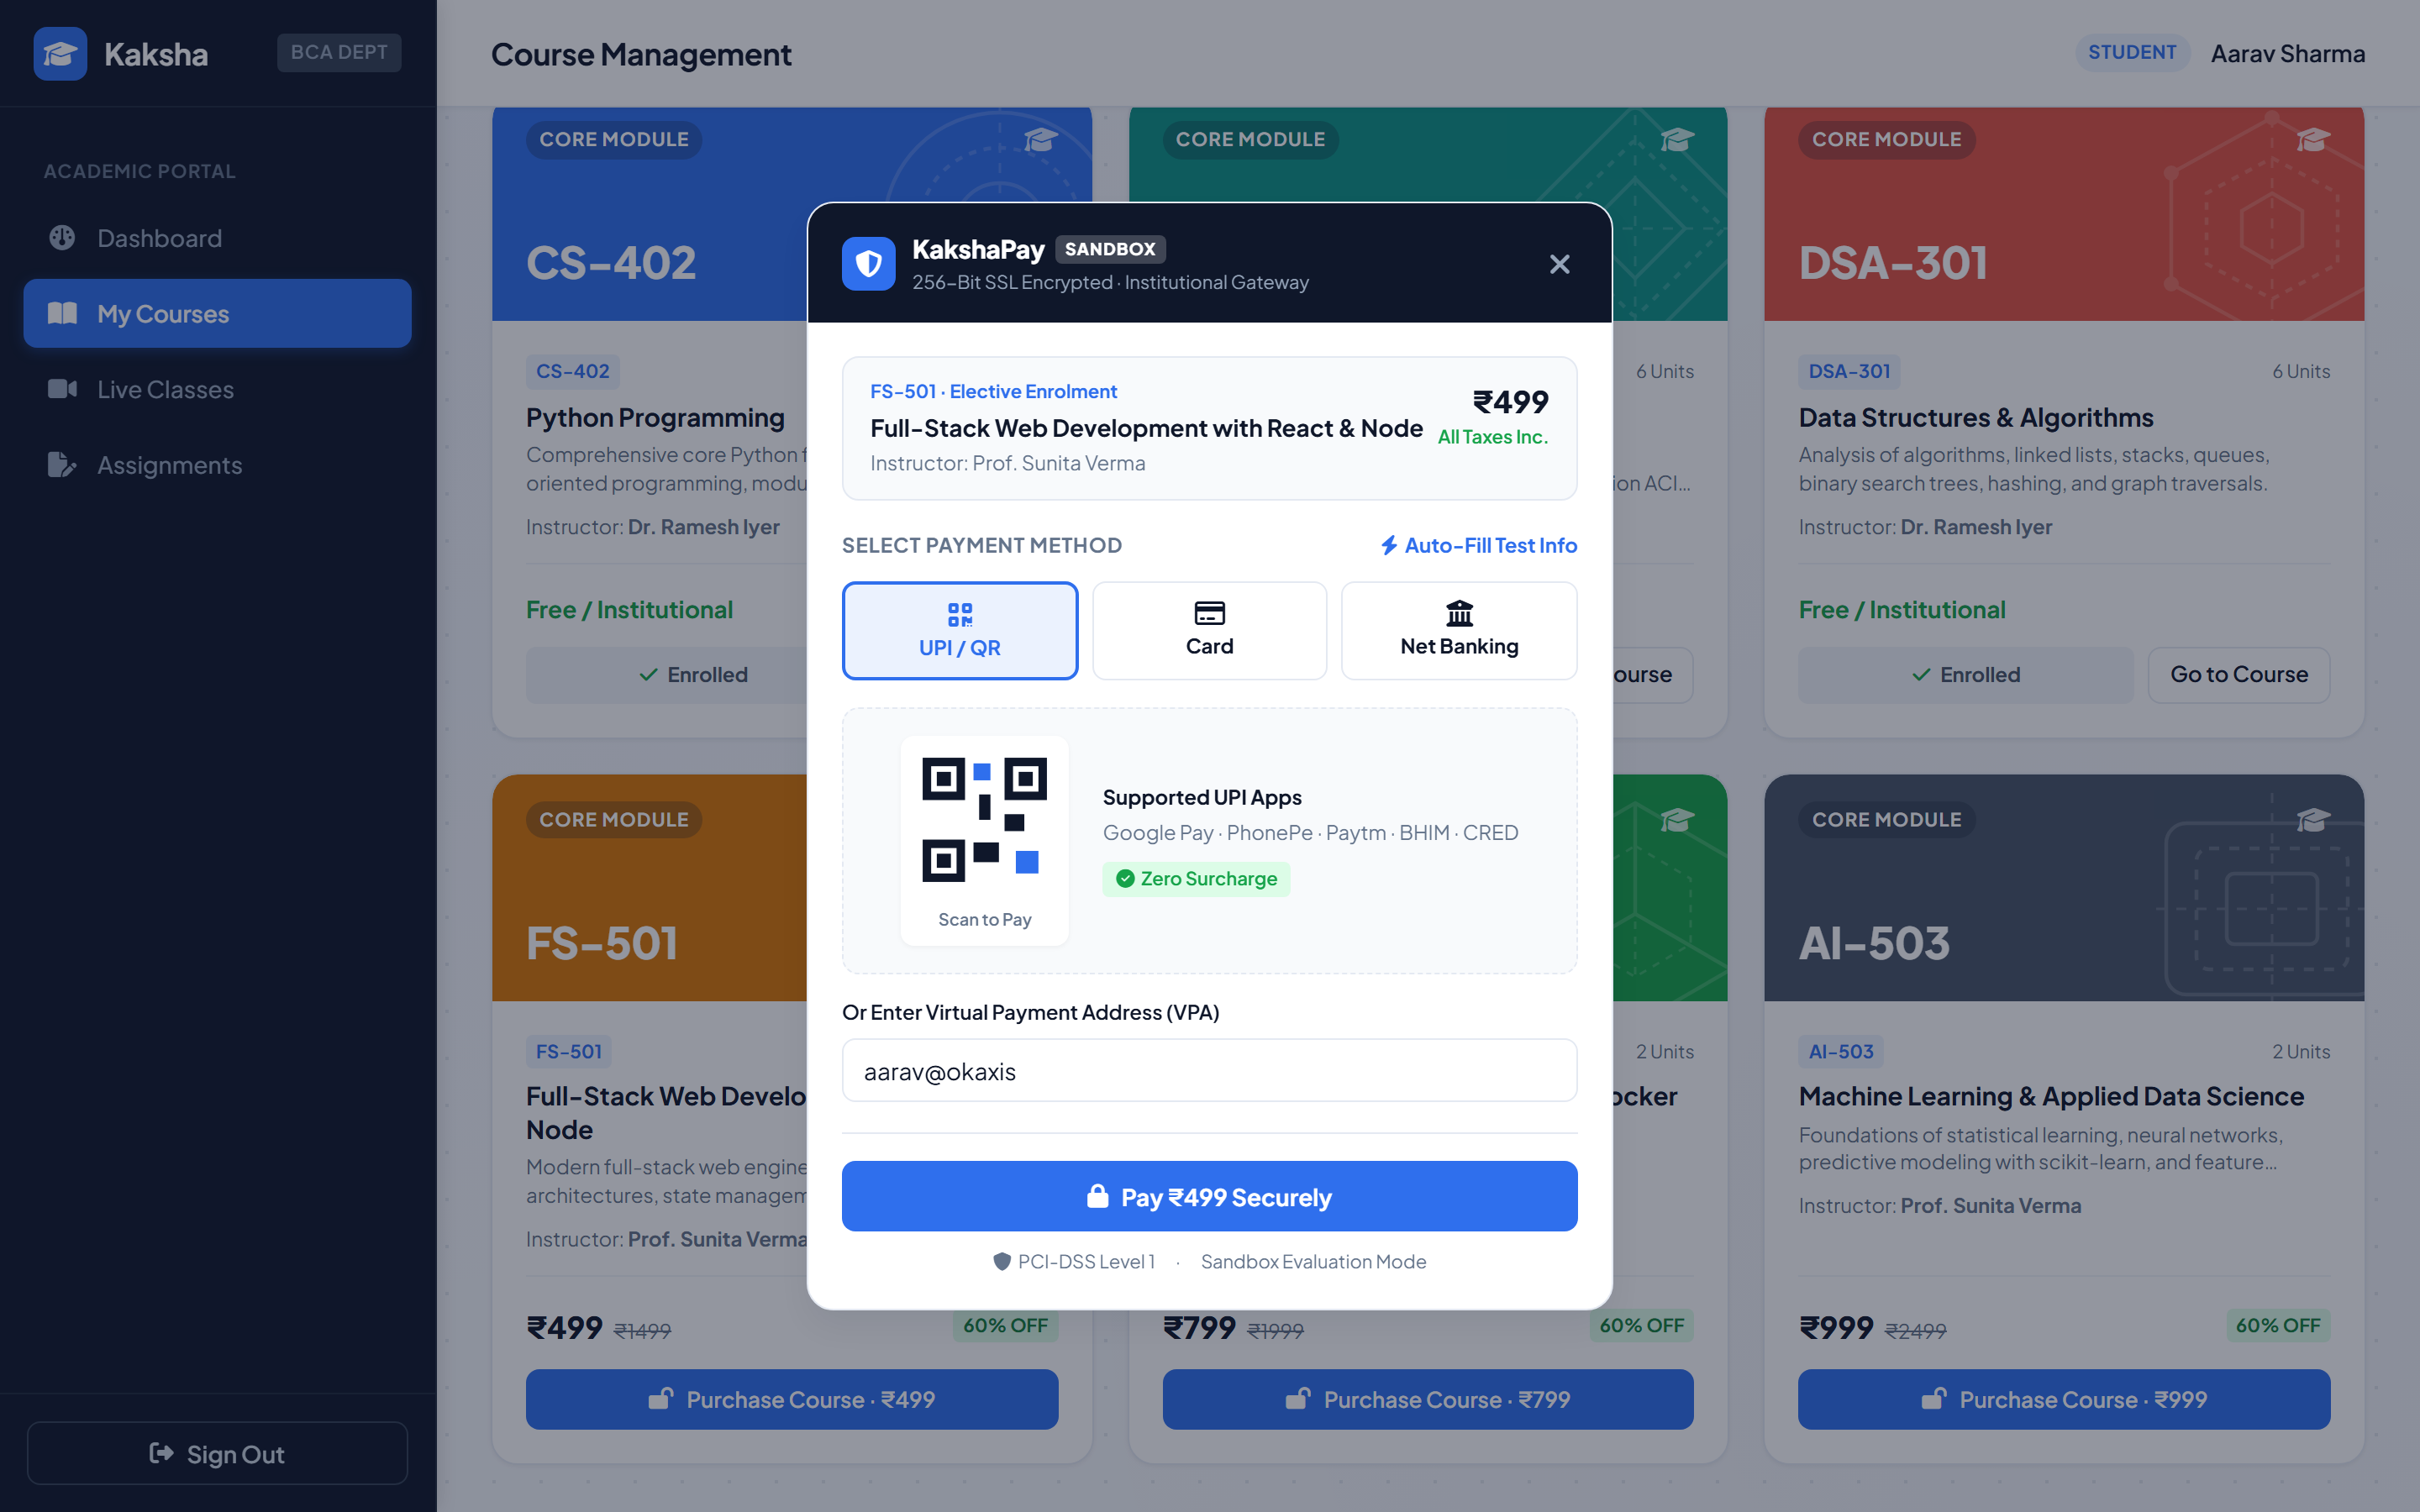 Kaksha
BCA DEPT
ACADEMIC PORTAL
Dashboard
My Courses
Live Classes
Assignments
Sign Out
Course Management
STUDENT
Aarav Sharma
CORE MODULE
CS-402
CS-402
Python Programming
Comprehensive core Python
oriented programming,
Instructor: Dr. Ramesh Iyer
Free / Institutional
Enrolled
CORE MODULE
6 Units
CORE MODULE
DSA-301
DSA-301
6 Units
Data Structures & Algorithms
Analysis of algorithms, linked lists, stacks, queues,
binary search trees, hashing, and graph traversals.
Instructor: Dr. Ramesh Iyer
Free / Institutional
Enrolled
Go to Course
CORE MODULE
FS-501
FS-501
Full-Stack Web
Node
Modern full-stack web
architectures, state
Instructor: Prof. Sunita Verma
₹499 ₹1499
60% OFF
Purchase Course · ₹499
2 Units
₹799 ₹1999
60% OFF
Purchase Course · ₹799
CORE MODULE
AI-503
AI-503
2 Units
Machine Learning & Applied Data Science
Foundations of statistical learning, neural networks,
predictive modeling with scikit-learn, and feature...
Instructor: Prof. Sunita Verma
₹999 ₹2499
60% OFF
Purchase Course · ₹999
KakshaPay
SANDBOX
256-Bit SSL Encrypted · Institutional Gateway
FS-501 · Elective Enrolment
Full-Stack Web Development with React & Node
Instructor: Prof. Sunita Verma
₹499
All Taxes Inc.
SELECT PAYMENT METHOD
Auto-Fill Test Info
UPI / QR
Card
Net Banking
Scan to Pay
Supported UPI Apps
Google Pay · PhonePe · Paytm · BHIM · CRED
Zero Surcharge
Or Enter Virtual Payment Address (VPA)
aarav@okaxis
Pay ₹499 Securely
PCI-DSS Level 1 · Sandbox Evaluation Mode